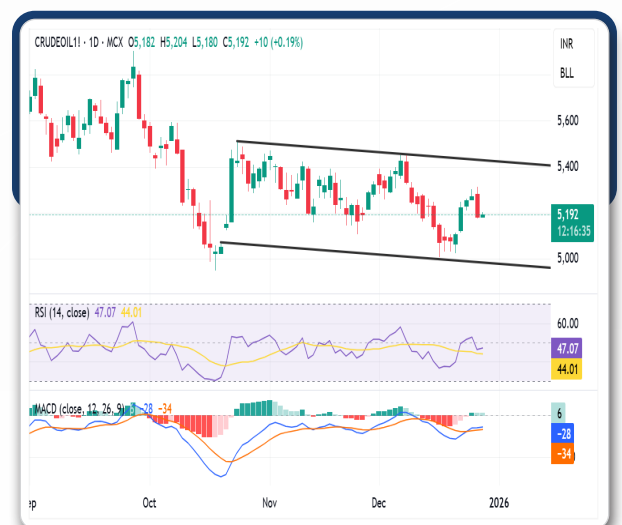 CRUDEOIL1! · 1D · MCX O5,182 H5,204 L5,180 C5,192 +10 (+0.19%)
INR
BLL
5,600
5,400
5,192
12:16:35
5,000
RSI (14, close) 47.07 44.01
60.00
47.07
44.01
MACD (close, 12, 26, 9) 6 −28 −34
6
−28
−34
Oct Nov Dec 2026